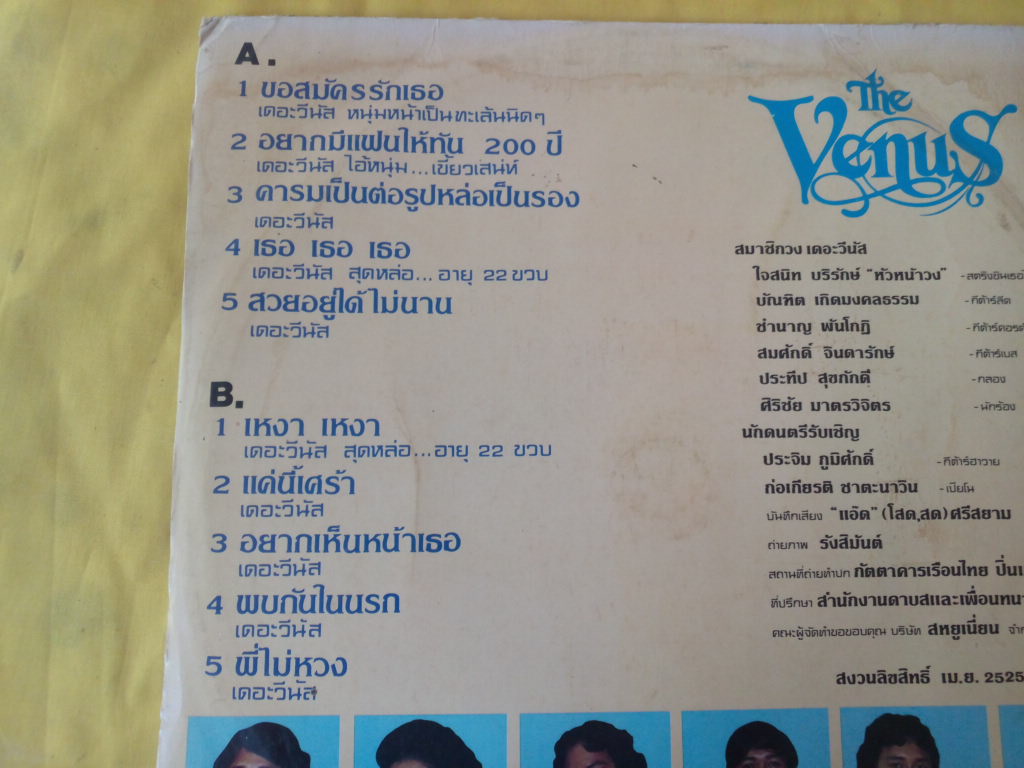 A.
1 ขอสมัครรักเธอ
เดอะวีนัส หนุ่มหน้าเป็นทะเล้นนิดๆ
2 อยากมีแฟนให้ทัน 200 ปี
เดอะวีนัส ไอ้หนุ่ม...เขี้ยวเสน่ห์
3 คารมเป็นต่อรูปหล่อเป็นรอง
เดอะวีนัส
4 เธอ เธอ เธอ
เดอะวีนัส สุดหล่อ... อายุ 22 ขวบ
5 สวยอยู่ได้ไม่นาน
เดอะวีนัส
B.
1 เหงา เหงา
เดอะวีนัส สุดหล่อ...อายุ 22 ขวบ
2 แค่นี้เศร้า
เดอะวีนัส
3 อยากเห็นหน้าเธอ
เดอะวีนัส
4 พบกันในนรก
เดอะวีนัส
5 พี่ไม่หวง
เดอะวีนัส
The
Venus
สมาชิกวง เดอะวีนัส
ใจสนิท บริรักษ์ "หัวหน้าวง"
บัณฑิต เกิดมงคลธรรม - กีต้าร์ลีด
ชำนาญ พันโกฏิ
สมศักดิ์ จินดารักษ์ - กีต้าร์เบส
ประทีป สุขภักดี - กลอง
ศิริชัย มาตรวิจิตร - นักร้อง
นักดนตรีรับเชิญ
ประจิม ภูมิศักดิ์ - กีต้าร์ฮาวาย
ก่อเกียรติ ชาตะนาวิน - เปียโน
บันทึกเสียง "แอ๊ด" (โสด,สด) ศรีสยาม
ถ่ายภาพ รังสิมันต์
สถานที่ถ่ายทำปก ภัตตาคารเรือนไทย
ที่ปรึกษา สำนักงานดาบสและเพื่อน
คณะผู้จัดทำขอขอบคุณ บริษัท สหยูเนี่ยน
สงวนลิขสิทธิ์ เม.ย. 2525